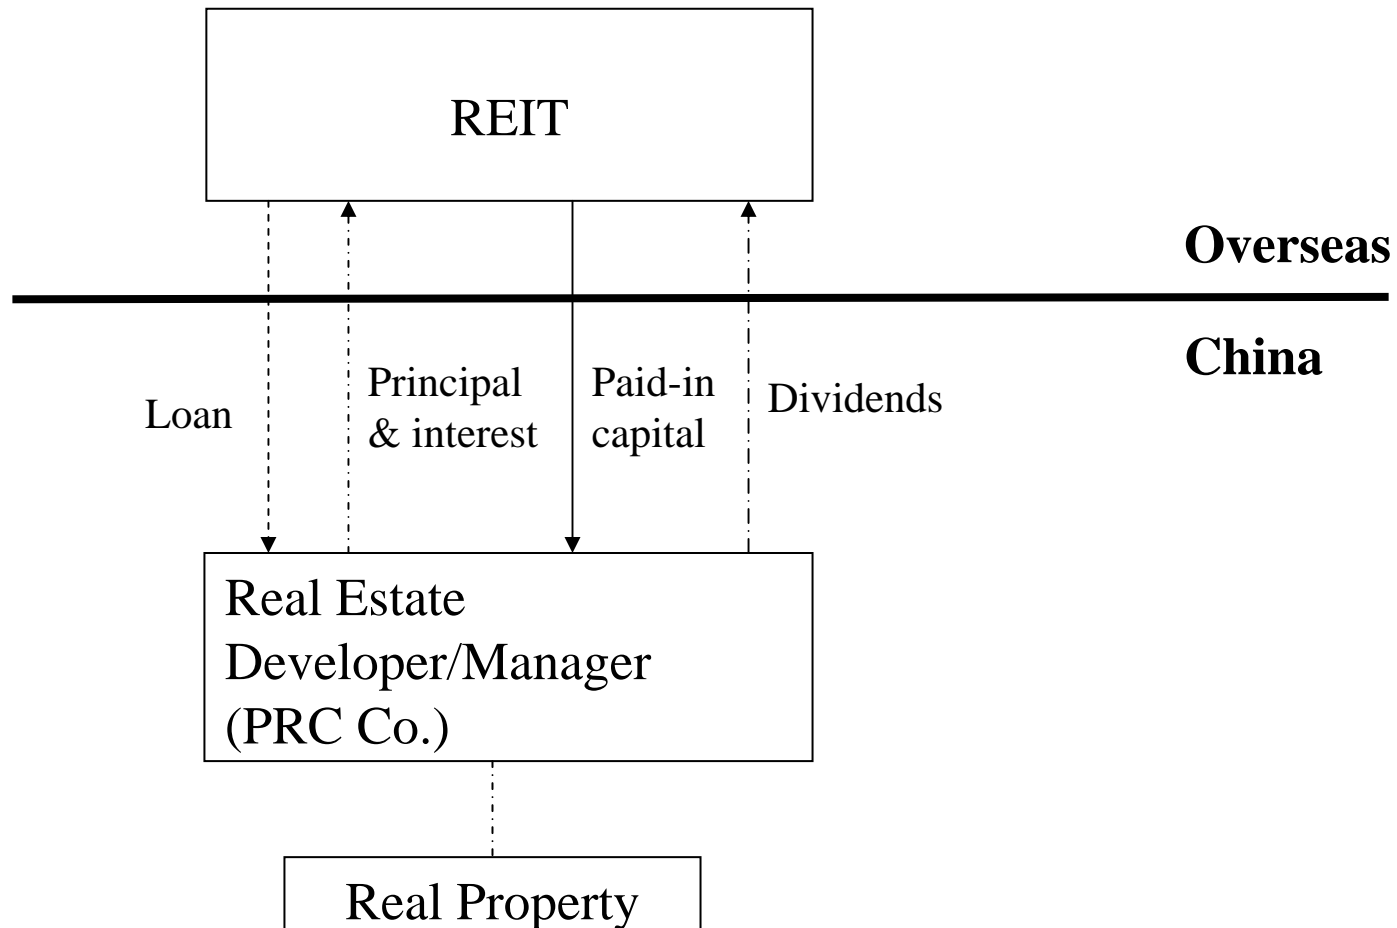 REIT
Overseas
China
Loan
Principal
& interest
Paid-in
capital
Dividends
Real Estate
Developer/Manager
(PRC Co.)
Real Property